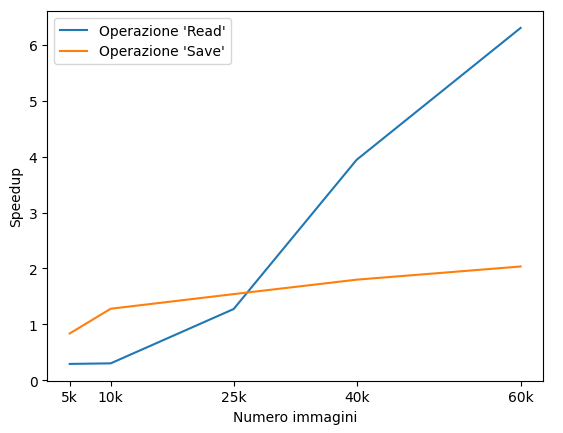 Operazione 'Read'
Operazione 'Save'
6
5
4
3
2
1
0
Speedup
5k 10k 25k 40k 60k
Numero immagini